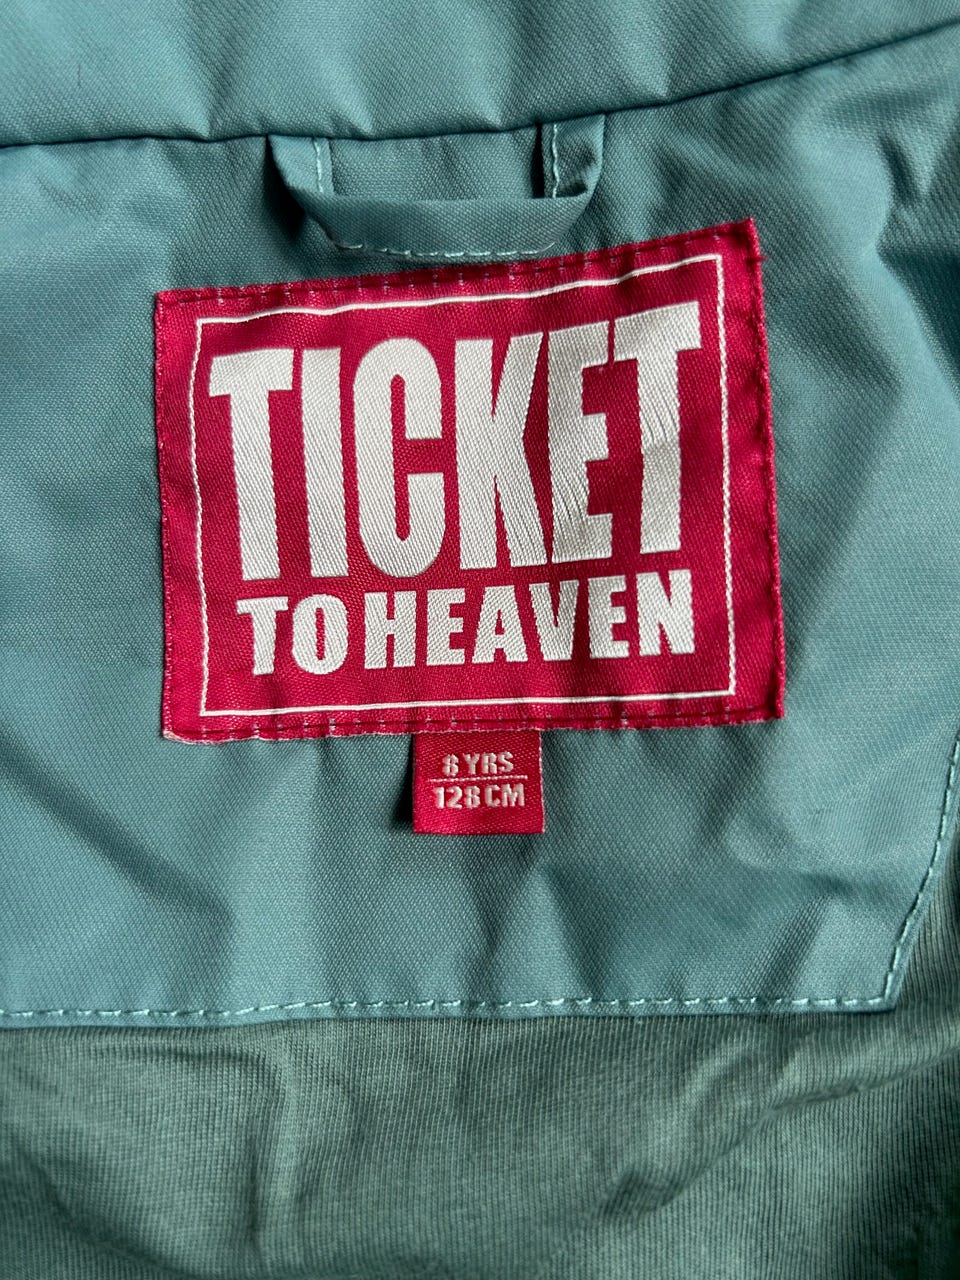 TICKET
TO HEAVEN
8 YRS
128 CM